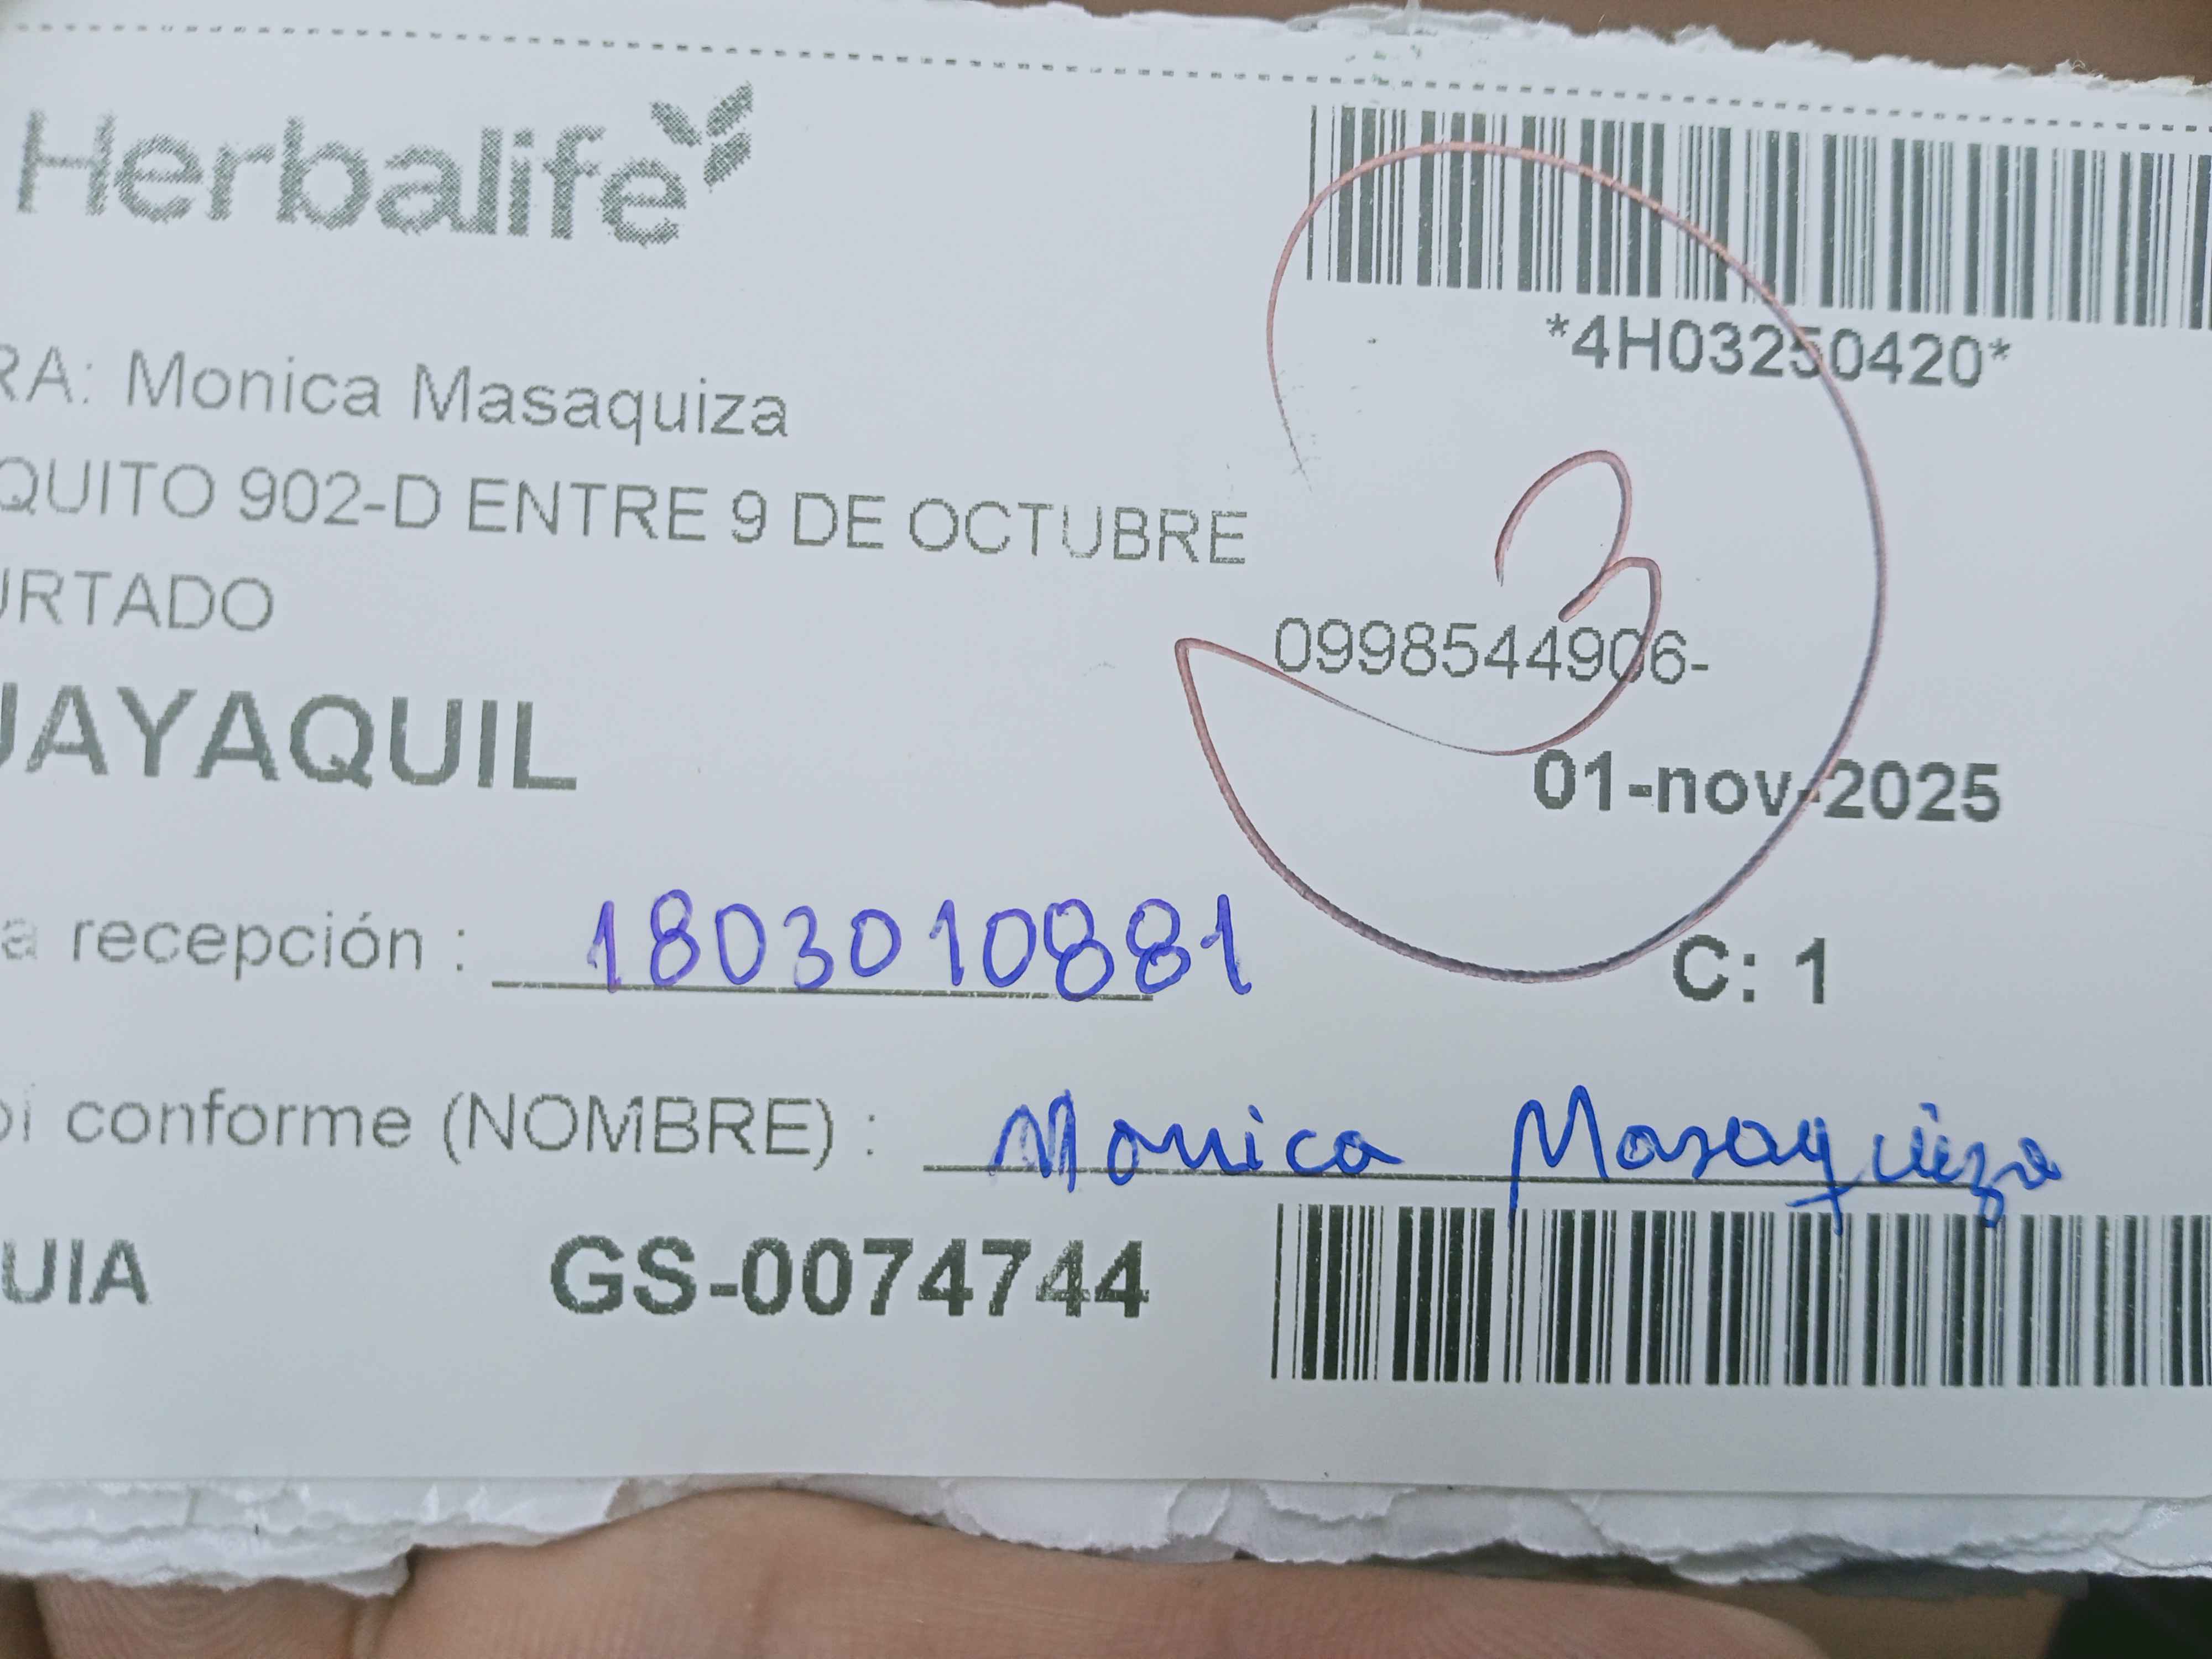 Herbalife
*4H03250420*
RA: Monica Masaquiza
QUITO 902-D ENTRE 9 DE OCTUBRE
URTADO
3
0998544906-
UAYAQUIL
01-nov-2025
a recepción : 1803010881
C: 1
bi conforme (NOMBRE) : Monica Masaquiza
UIA GS-0074744